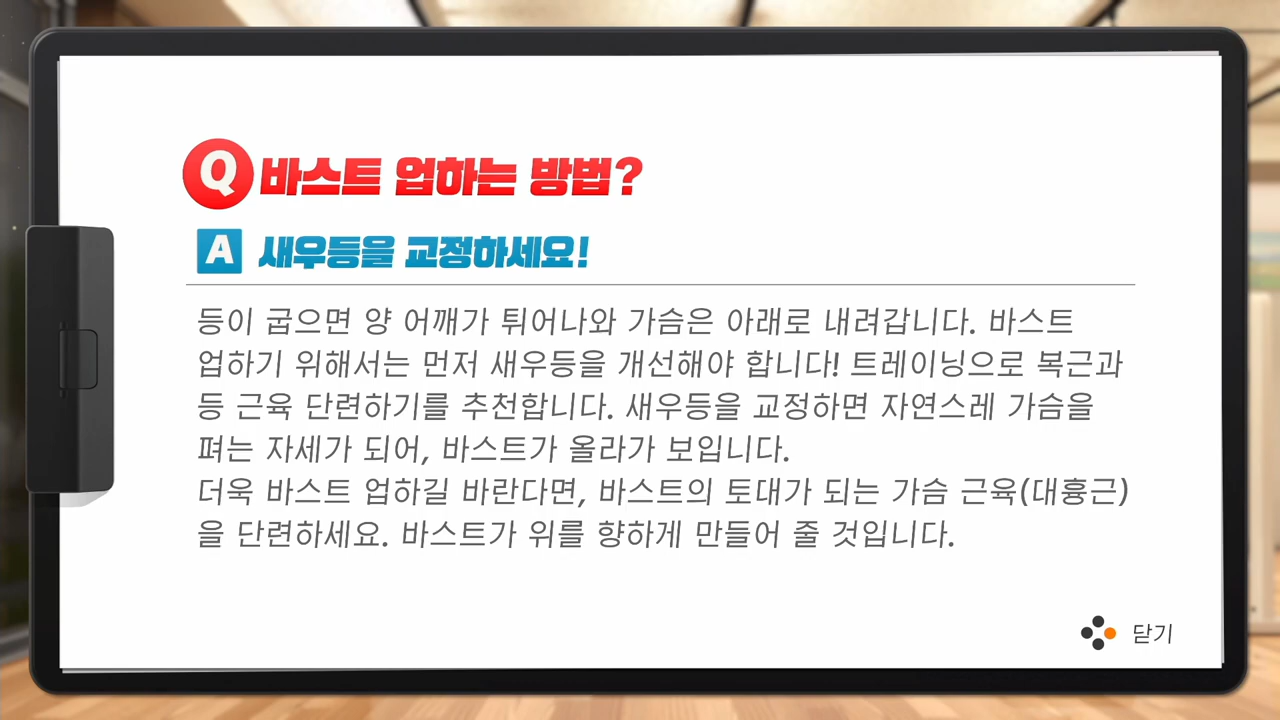 Q 바스트 업하는 방법?
A 새우등을 교정하세요!
등이 굽으면 양 어깨가 튀어나와 가슴은 아래로 내려갑니다. 바스트
업하기 위해서는 먼저 새우등을 개선해야 합니다! 트레이닝으로 복근과
등 근육 단련하기를 추천합니다. 새우등을 교정하면 자연스레 가슴을
펴는 자세가 되어, 바스트가 올라가 보입니다.
더욱 바스트 업하길 바란다면, 바스트의 토대가 되는 가슴 근육(대흉근)
을 단련하세요. 바스트가 위를 향하게 만들어 줄 것입니다.
닫기